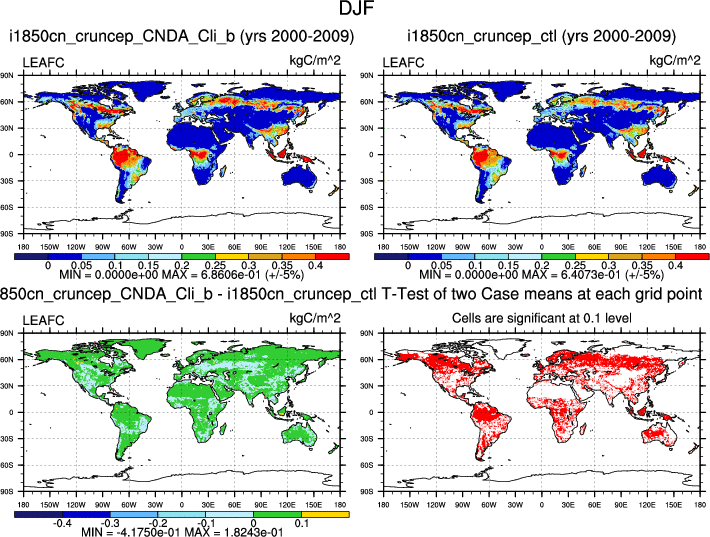 DJF
i1850cn_cruncep_CNDA_Cli_b (yrs 2000-2009)
i1850cn_cruncep_ctl (yrs 2000-2009)
LEAFC kgC/m^2
LEAFC kgC/m^2
90N
60N
30N
0
30S
60S
90S
90N
60N
30N
0
30S
60S
90S
180 150W 120W 90W 60W 30W 0 30E 60E 90E 120E 150E 180
180 150W 120W 90W 60W 30W 0 30E 60E 90E 120E 150E 180
0 0.05 0.1 0.15 0.2 0.25 0.3 0.35 0.4
0 0.05 0.1 0.15 0.2 0.25 0.3 0.35 0.4
MIN = 0.0000e+00 MAX = 6.8606e-01 (+/-5%)
MIN = 0.0000e+00 MAX = 6.4073e-01 (+/-5%)
850cn_cruncep_CNDA_Cli_b - i1850cn_cruncep_ctl
T-Test of two Case means at each grid point
LEAFC kgC/m^2
Cells are significant at 0.1 level
90N
60N
30N
0
30S
60S
90S
90N
60N
30N
0
30S
60S
90S
180 150W 120W 90W 60W 30W 0 30E 60E 90E 120E 150E 180
180 150W 120W 90W 60W 30W 0 30E 60E 90E 120E 150E 180
-0.4 -0.3 -0.2 -0.1 0 0.1
MIN = -4.1750e-01 MAX = 1.8243e-01